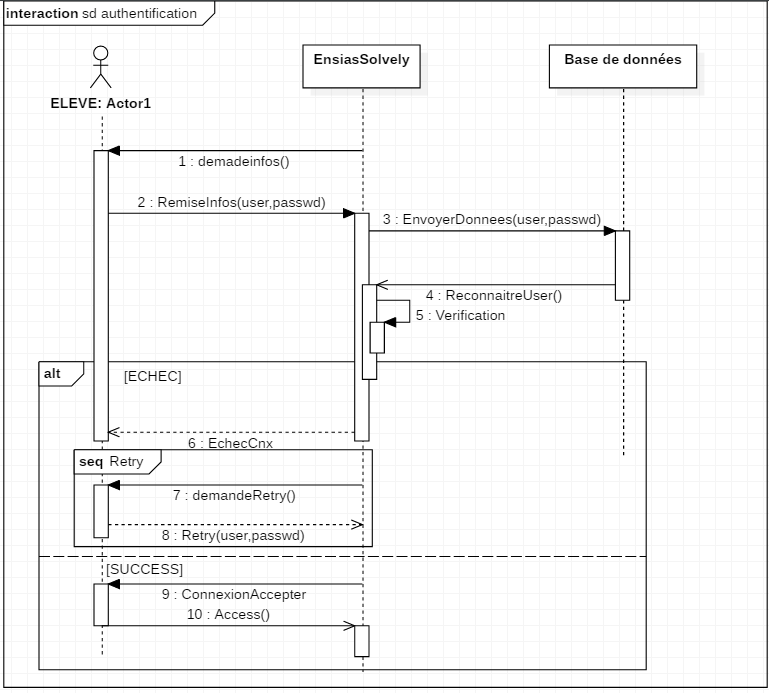 interaction sd authentification
EnsiasSolvely
Base de données
ELEVE: Actor1
1 : demadeinfos()
2 : RemiseInfos(user,passwd)
3 : EnvoyerDonnees(user,passwd)
4 : ReconnaitreUser()
5 : Verification
alt
[ECHEC]
6 : EchecCnx
seq Retry
7 : demandeRetry()
8 : Retry(user,passwd)
[SUCCESS]
9 : ConnexionAccepter
10 : Access()